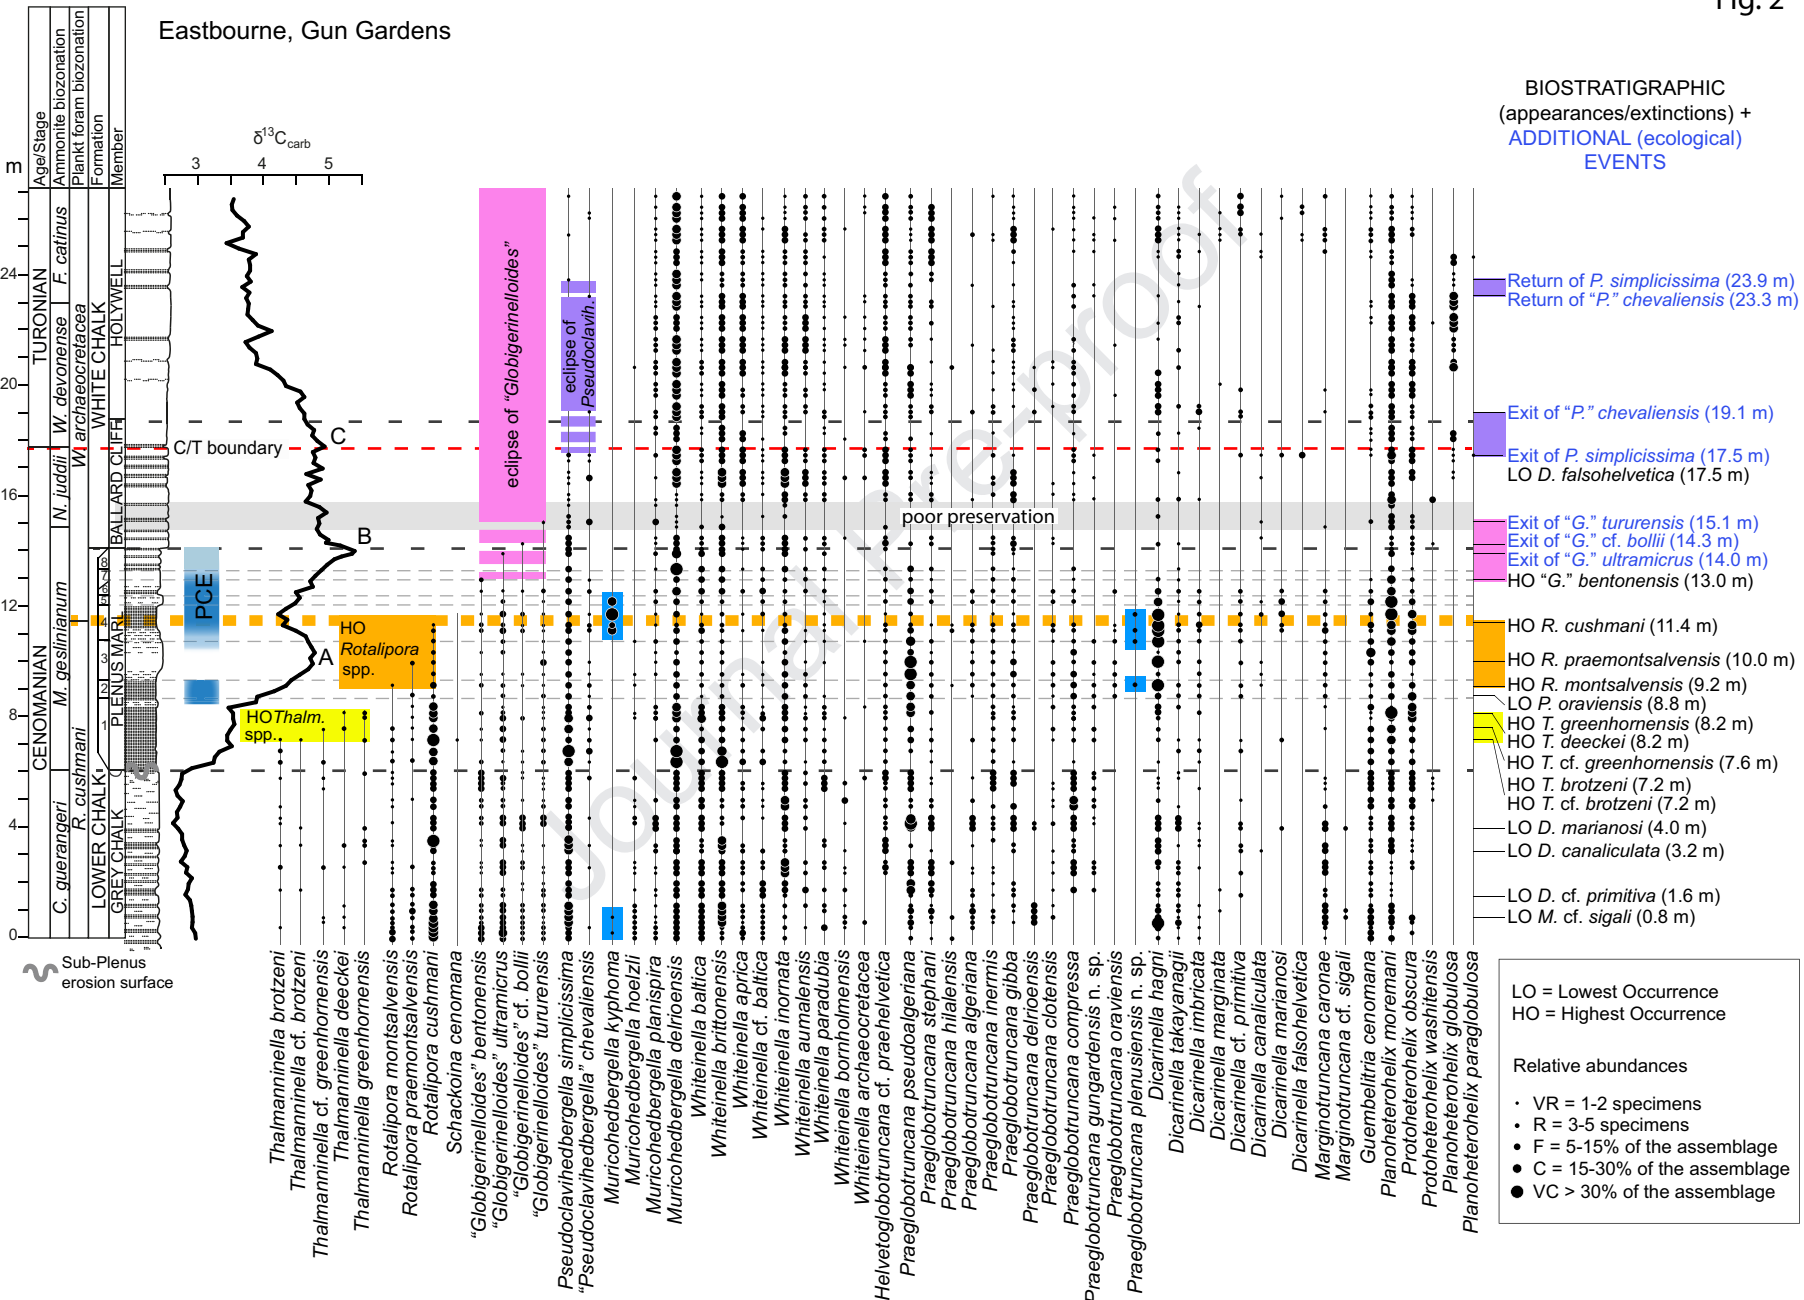 Fig. 2
Eastbourne, Gun Gardens
BIOSTRATIGRAPHIC
(appearances/extinctions) +
ADDITIONAL (ecological)
EVENTS
m
Age/Stage
Ammonite biozonation
Plankt foram biozonation
Formation
Member
δ13Ccarb
3 4 5
24
20
16
12
8
4
0
TURONIAN
CENOMANIAN
F. catinus
W. devonense
N. juddii
M. geslinianum
C. guerangeri
W. archaeocretacea
R. cushmani
WHITE CHALK
LOWER CHALK
HOLYWELL
BALLARD CLIFF
PLENUS MARL
GREY CHALK
8
7
6
5
4
3
2
1
C/T boundary
A
B
C
PCE
HO
Rotalipora
spp.
HO Thalm.
spp.
eclipse of "Globigerinelloides"
eclipse of
Pseudoclavih.
poor preservation
Journal Pre-proof
Return of P. simplicissima (23.9 m)
Return of "P." chevaliensis (23.3 m)
Exit of "P." chevaliensis (19.1 m)
Exit of P. simplicissima (17.5 m)
LO D. falsohelvetica (17.5 m)
Exit of "G." tururensis (15.1 m)
Exit of "G." cf. bollii (14.3 m)
Exit of "G." ultramicrus (14.0 m)
HO "G." bentonensis (13.0 m)
HO R. cushmani (11.4 m)
HO R. praemontsalvensis (10.0 m)
HO R. montsalvensis (9.2 m)
LO P. oraviensis (8.8 m)
HO T. greenhornensis (8.2 m)
HO T. deeckei (8.2 m)
HO T. cf. greenhornensis (7.6 m)
HO T. brotzeni (7.2 m)
HO T. cf. brotzeni (7.2 m)
LO D. marianosi (4.0 m)
LO D. canaliculata (3.2 m)
LO D. cf. primitiva (1.6 m)
LO M. cf. sigali (0.8 m)
Sub-Plenus
erosion surface
Thalmanninella brotzeni
Thalmanninella cf. brotzeni
Thalmanninella cf. greenhornensis
Thalmanninella deeckei
Thalmaninella greenhornensis
Rotalipora montsalvensis
Rotalipora praemontsalvensis
Rotalipora cushmani
Schackoina cenomana
"Globigerinelloides" bentonensis
"Globigerinelloides" ultramicrus
"Globigerinelloides" cf. bollii
"Globigerinelloides" tururensis
Pseudoclavihedbergella simplicissima
"Pseudoclavihedbergella" chevaliensis
Muricohedbergella kyphoma
Muricohedbergella hoelzli
Muricohedbergella planispira
Muricohedbergella delrioensis
Whiteinella baltica
Whiteinella brittonensis
Whiteinella aprica
Whiteinella cf. baltica
Whiteinella inornata
Whiteinella aumalensis
Whiteinella paradubia
Whiteinella bornholmensis
Whiteinella archaeocretacea
Helvetoglobotruncana cf. praehelvetica
Praeglobotruncana pseudoalgeriana
Praeglobotruncana stephani
Praeglobotruncana hilalensis
Praeglobotruncana algeriana
Praeglobotruncana inermis
Praeglobotruncana gibba
Praeglobotruncana delrioensis
Praeglobotruncana clotensis
Praeglobotruncana compressa
Praeglobotruncana gungardensis n. sp.
Praeglobotruncana oraviensis
Praeglobotruncana plenusiensis n. sp.
Dicarinella hagni
Dicarinella takayanagii
Dicarinella imbricata
Dicarinella marginata
Dicarinella cf. primitiva
Dicarinella canaliculata
Dicarinella marianosi
Dicarinella falsohelvetica
Marginotruncana caronae
Marginotruncana cf. sigali
Guembelitria cenomana
Planoheterohelix moremani
Protoheterohelix obscura
Protoheterohelix washitensis
Planoheterohelix globulosa
Planoheterohelix paraglobulosa
LO = Lowest Occurrence
HO = Highest Occurrence
Relative abundances
VR = 1-2 specimens
R = 3-5 specimens
F = 5-15% of the assemblage
C = 15-30% of the assemblage
VC > 30% of the assemblage